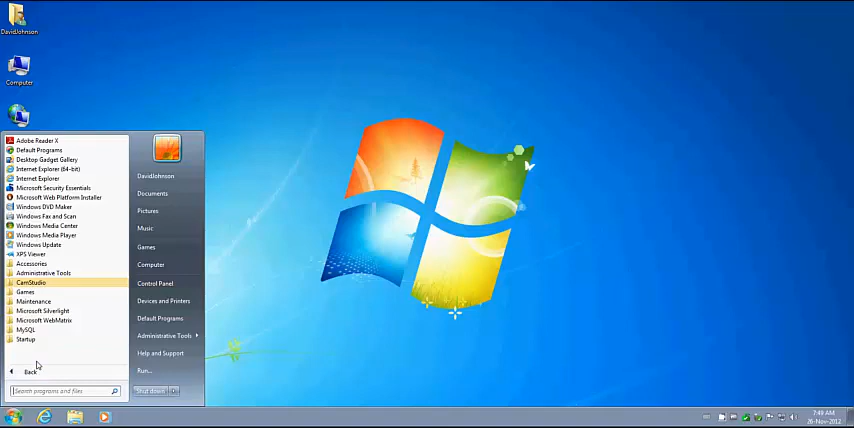 DavidJohnson
Computer
Adobe Reader X
Default Programs
Desktop Gadget Gallery
Internet Explorer (64-bit)
Internet Explorer
Microsoft Security Essentials
Microsoft Web Platform Installer
Windows DVD Maker
Windows Fax and Scan
Windows Media Center
Windows Media Player
Windows Update
XPS Viewer
Accessories
Administrative Tools
CamStudio
Games
Maintenance
Microsoft Silverlight
Microsoft WebMatrix
MySQL
Startup
Back
Search programs and files
DavidJohnson
Documents
Pictures
Music
Games
Computer
Control Panel
Devices and Printers
Default Programs
Administrative Tools
Help and Support
Run...
Shut down
7:49 AM
26-Nov-2012